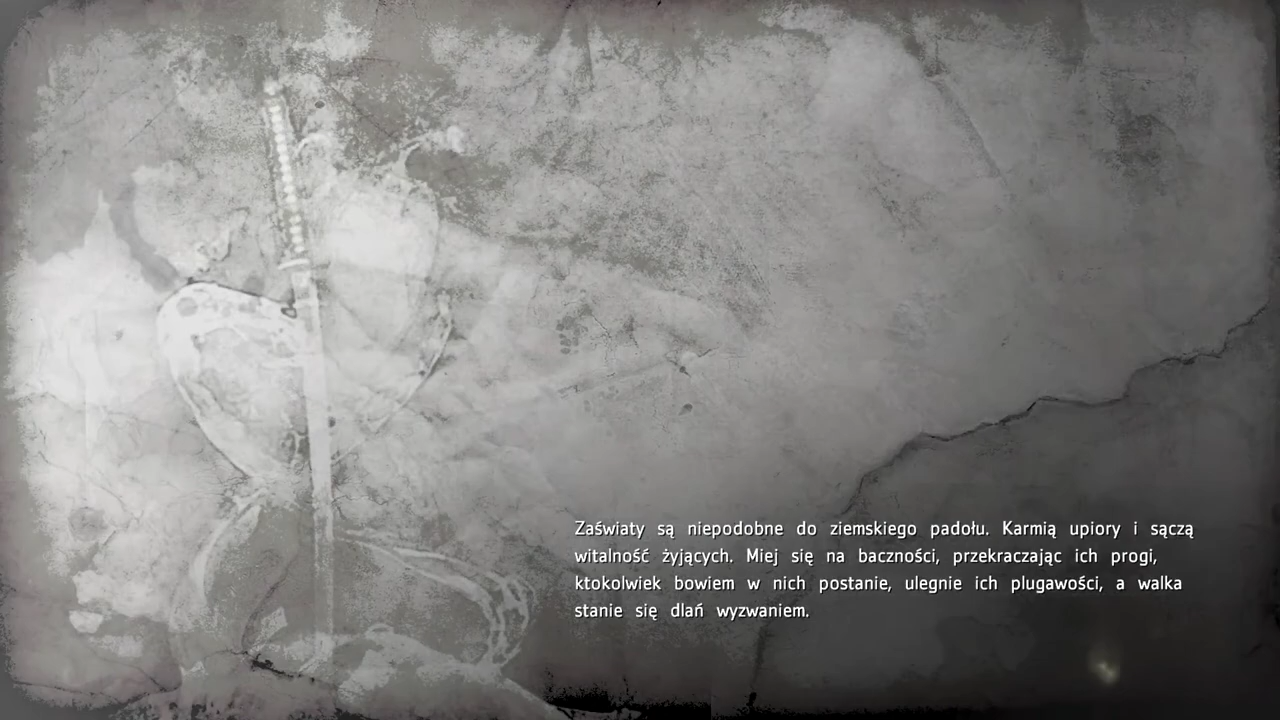 Zaświaty są niepodobne do ziemskiego padołu. Karmią upiory i sączą
witalność żyjących. Miej się na baczności, przekraczając ich progi,
ktokolwiek bowiem w nich postanie, ulegnie ich plugawości, a walka
stanie się dlań wyzwaniem.